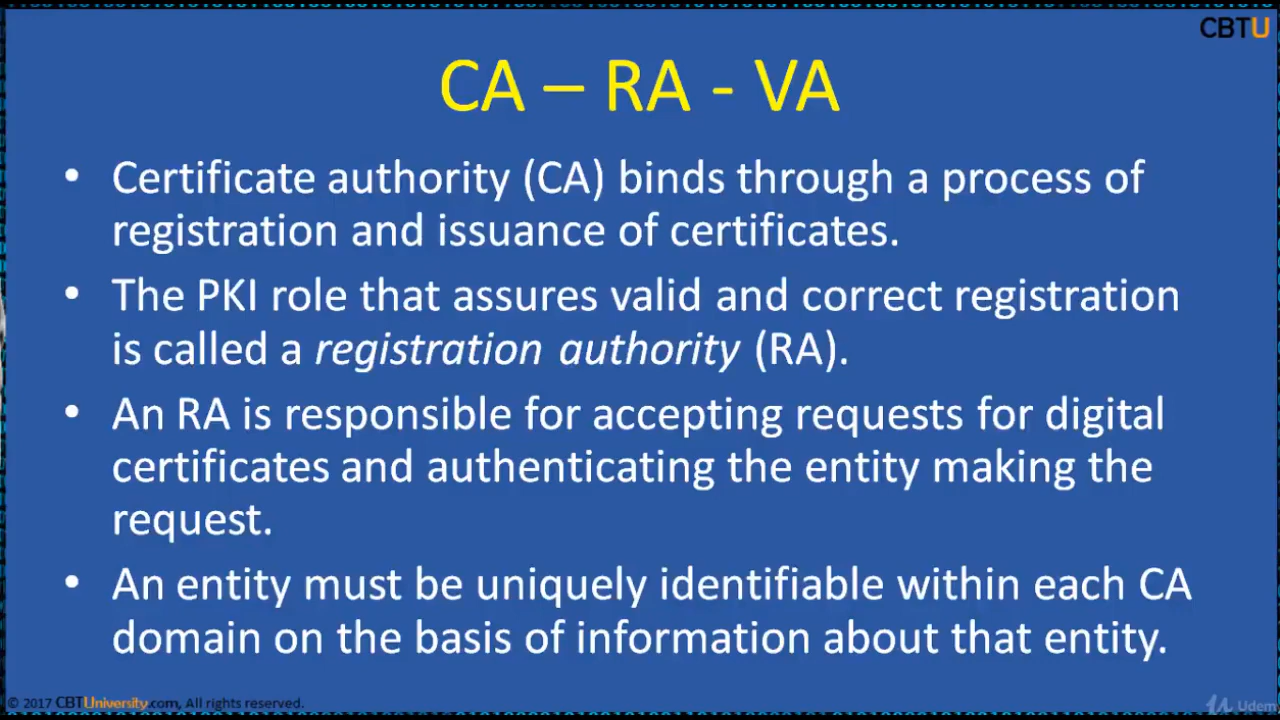 CBTU
CA – RA - VA
• Certificate authority (CA) binds through a process of
registration and issuance of certificates.
• The PKI role that assures valid and correct registration
is called a registration authority (RA).
• An RA is responsible for accepting requests for digital
certificates and authenticating the entity making the
request.
• An entity must be uniquely identifiable within each CA
domain on the basis of information about that entity.
© 2017 CBTUniversity.com, All rights reserved.